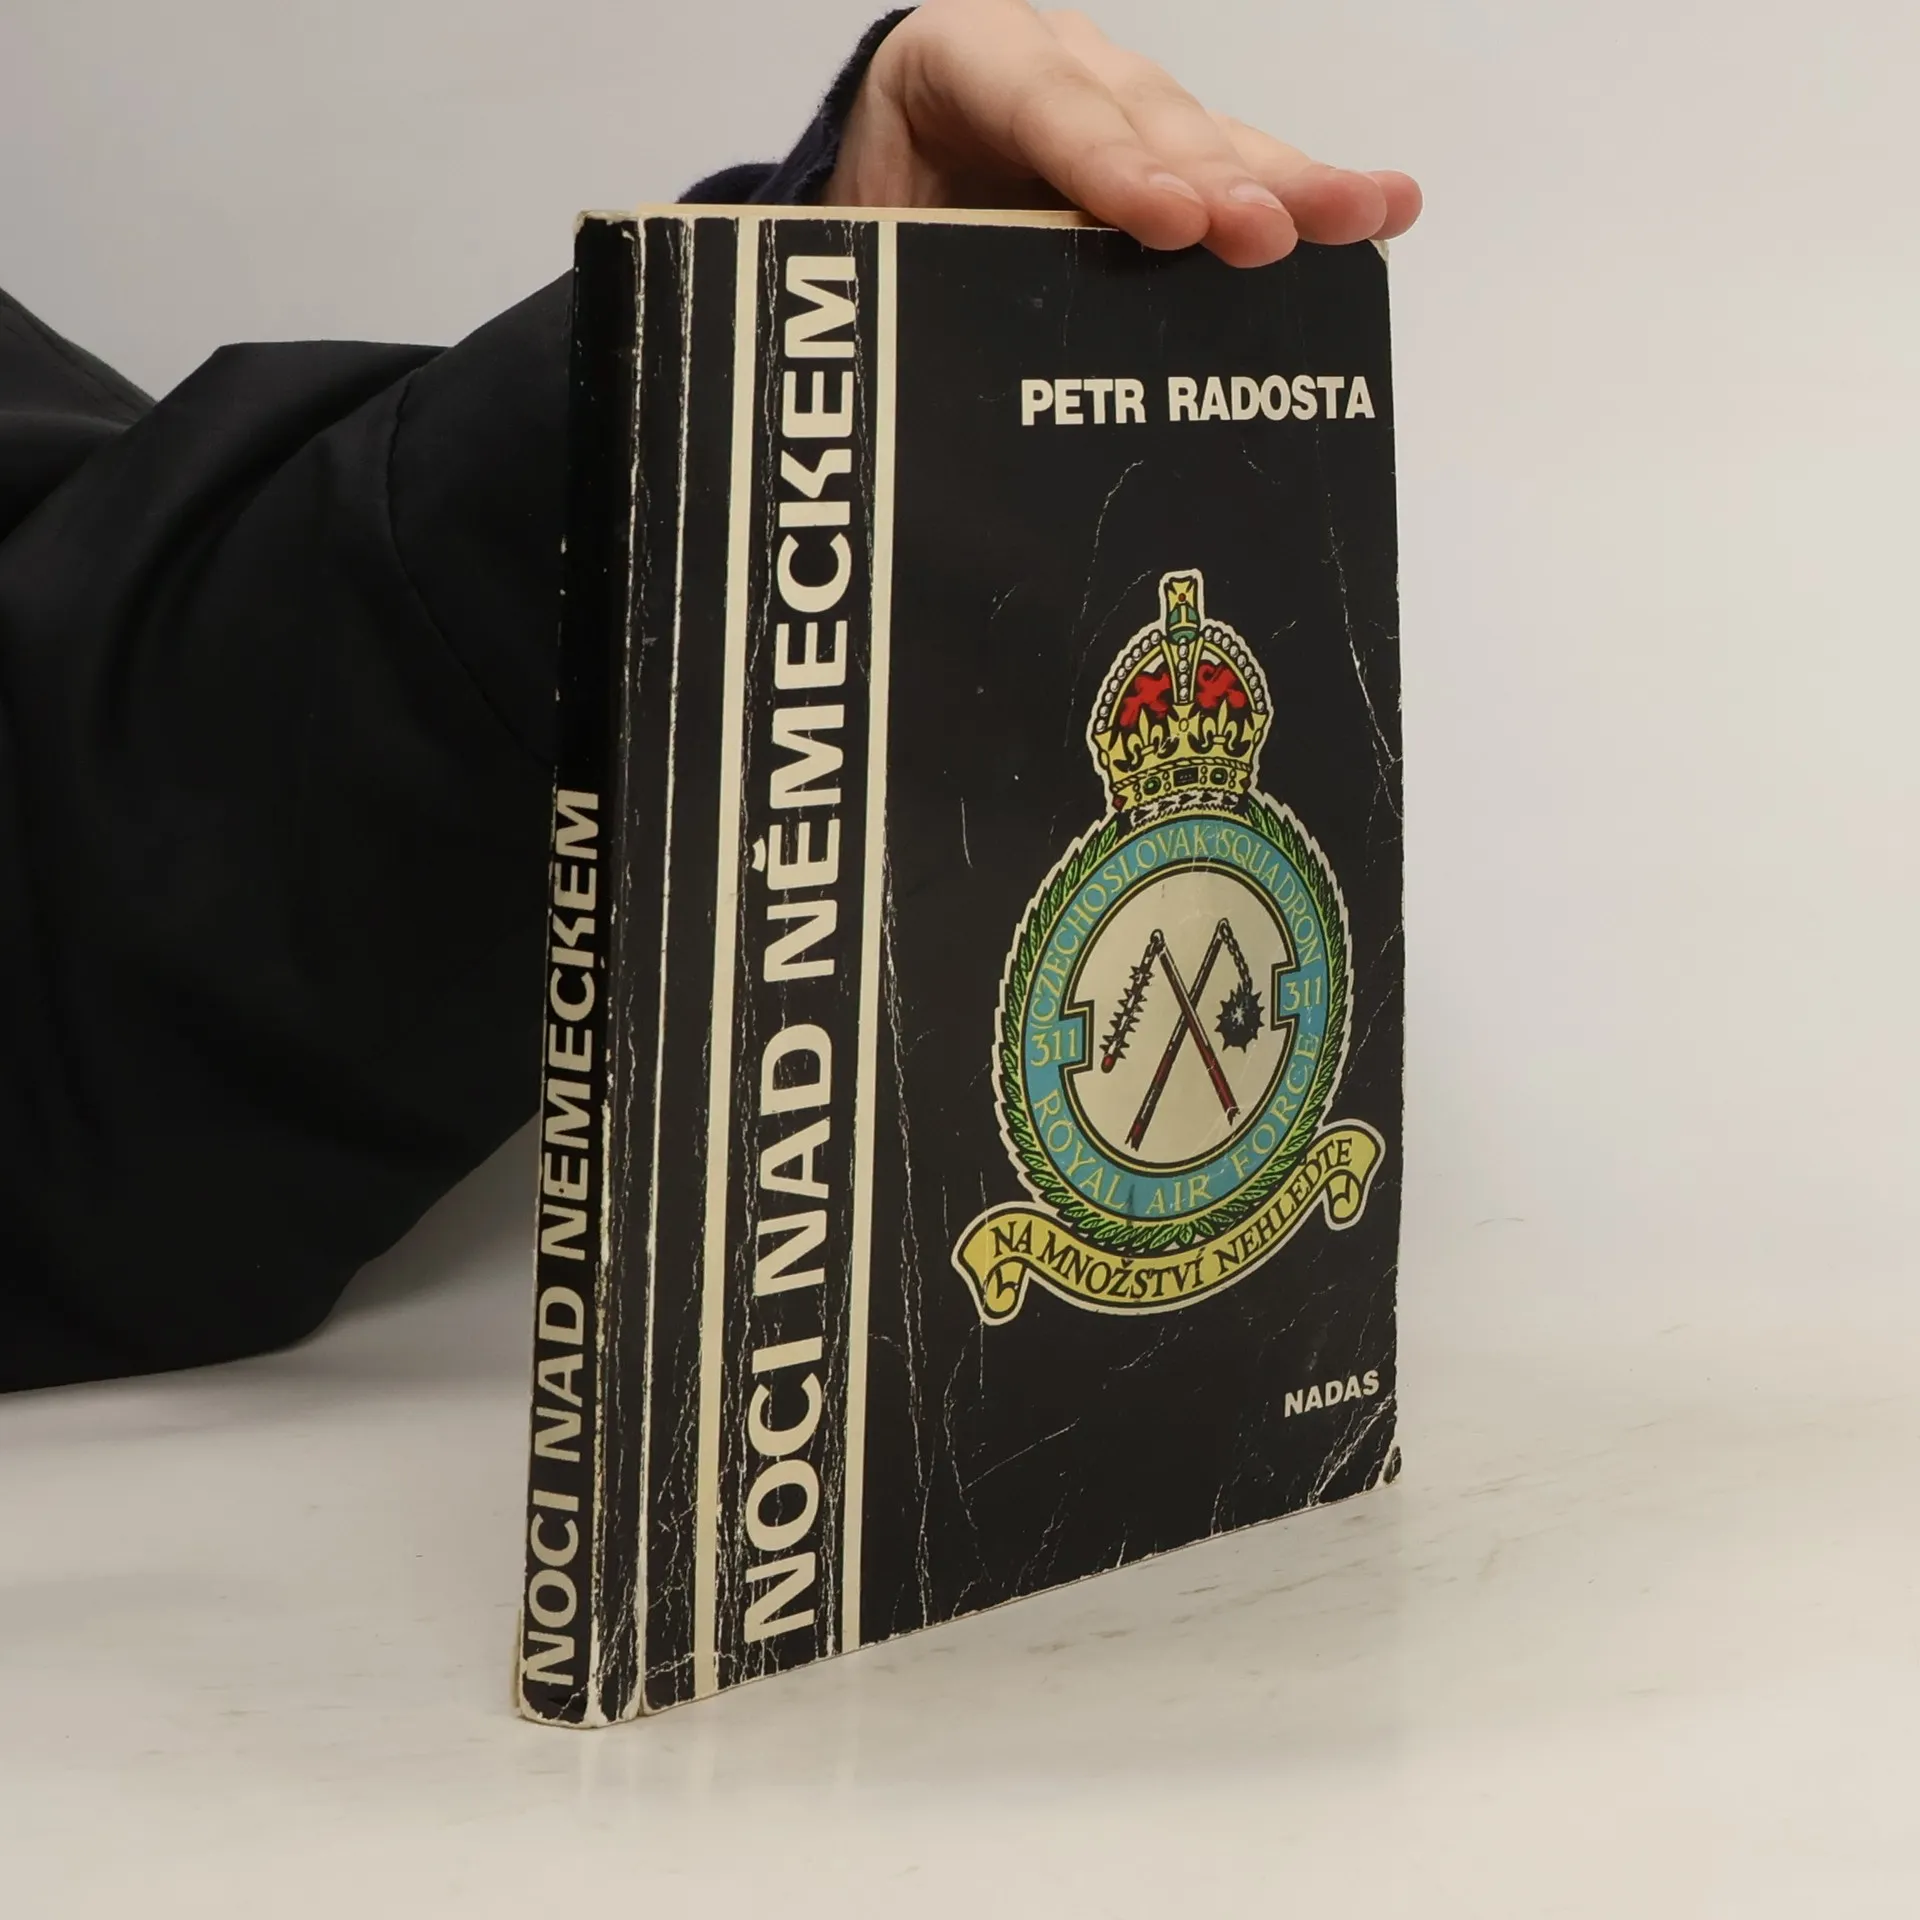 NOCI NAD NĚMECKEM
NOCI NAD NĚMECKEM
PETR RADOSTA
(CZECHOSLOVAK) SQUADRON
311
311
ROYAL AIR FORCE
NA MNOŽSTVÍ NEHLEĎTE
NADAS